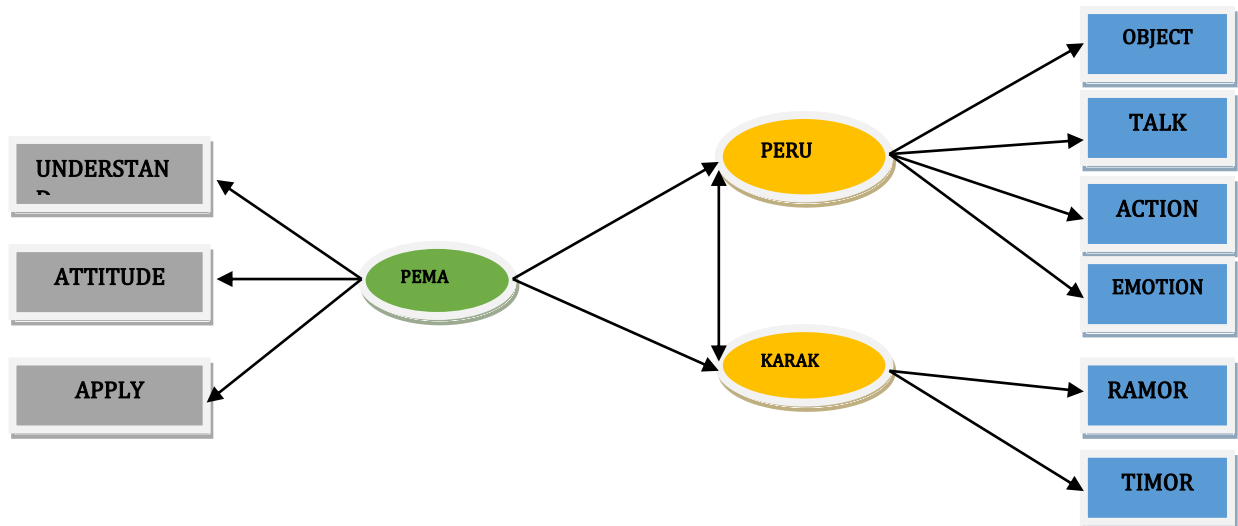 UNDERSTAN
D
ATTITUDE
APPLY
PEMA
PERU
KARAK
OBJECT
TALK
ACTION
EMOTION
RAMOR
TIMOR